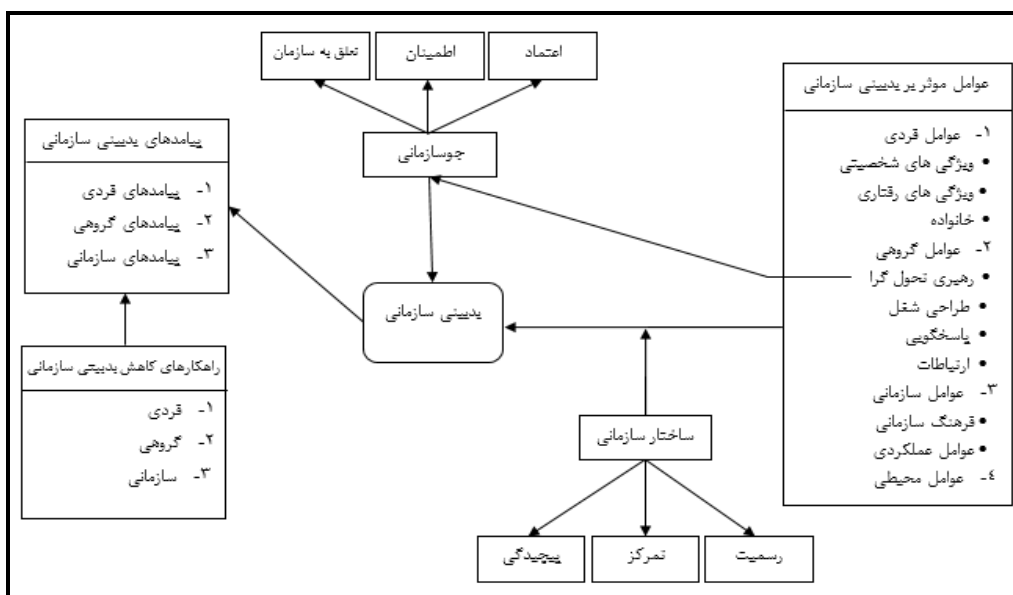 اعتماد
اطمینان
تعلق به سازمان
جوسازمانی
عوامل موثر بر بدبینی سازمانی
۱- عوامل فردی
• ویژگی های شخصیتی
• ویژگی های رفتاری
• خانواده
۲- عوامل گروهی
• رهبری تحول گرا
• طراحی شغل
• پاسخگویی
• ارتباطات
۳- عوامل سازمانی
• فرهنگ سازمانی
• عوامل عملکردی
٤- عوامل محیطی
بدبینی سازمانی
پیامدهای بدبینی سازمانی
۱- پیامدهای فردی
۲- پیامدهای گروهی
۳- پیامدهای سازمانی
راهکارهای کاهش بدبینی سازمانی
۱- فردی
۲- گروهی
۳- سازمانی
ساختار سازمانی
رسمیت
تمرکز
پیچیدگی